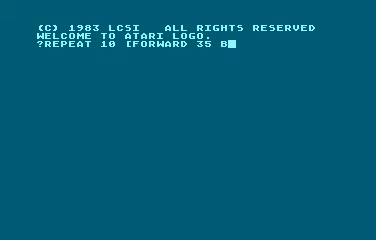 (C) 1983 LCSI   ALL RIGHTS RESERVED
WELCOME TO ATARI LOGO.
?REPEAT 10 [FORWARD 35 B